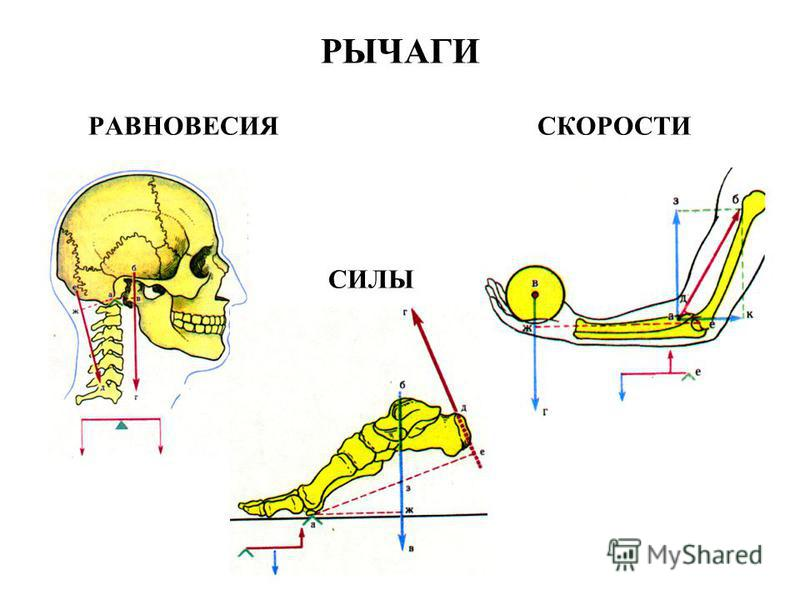 РЫЧАГИ
РАВНОВЕСИЯ
СКОРОСТИ
СИЛЫ
б
е
а
в
ж
д
г
з
б
в
д
а
е
к
ж
г
е
г
б
д
е
з
ж
а
в
MyShared